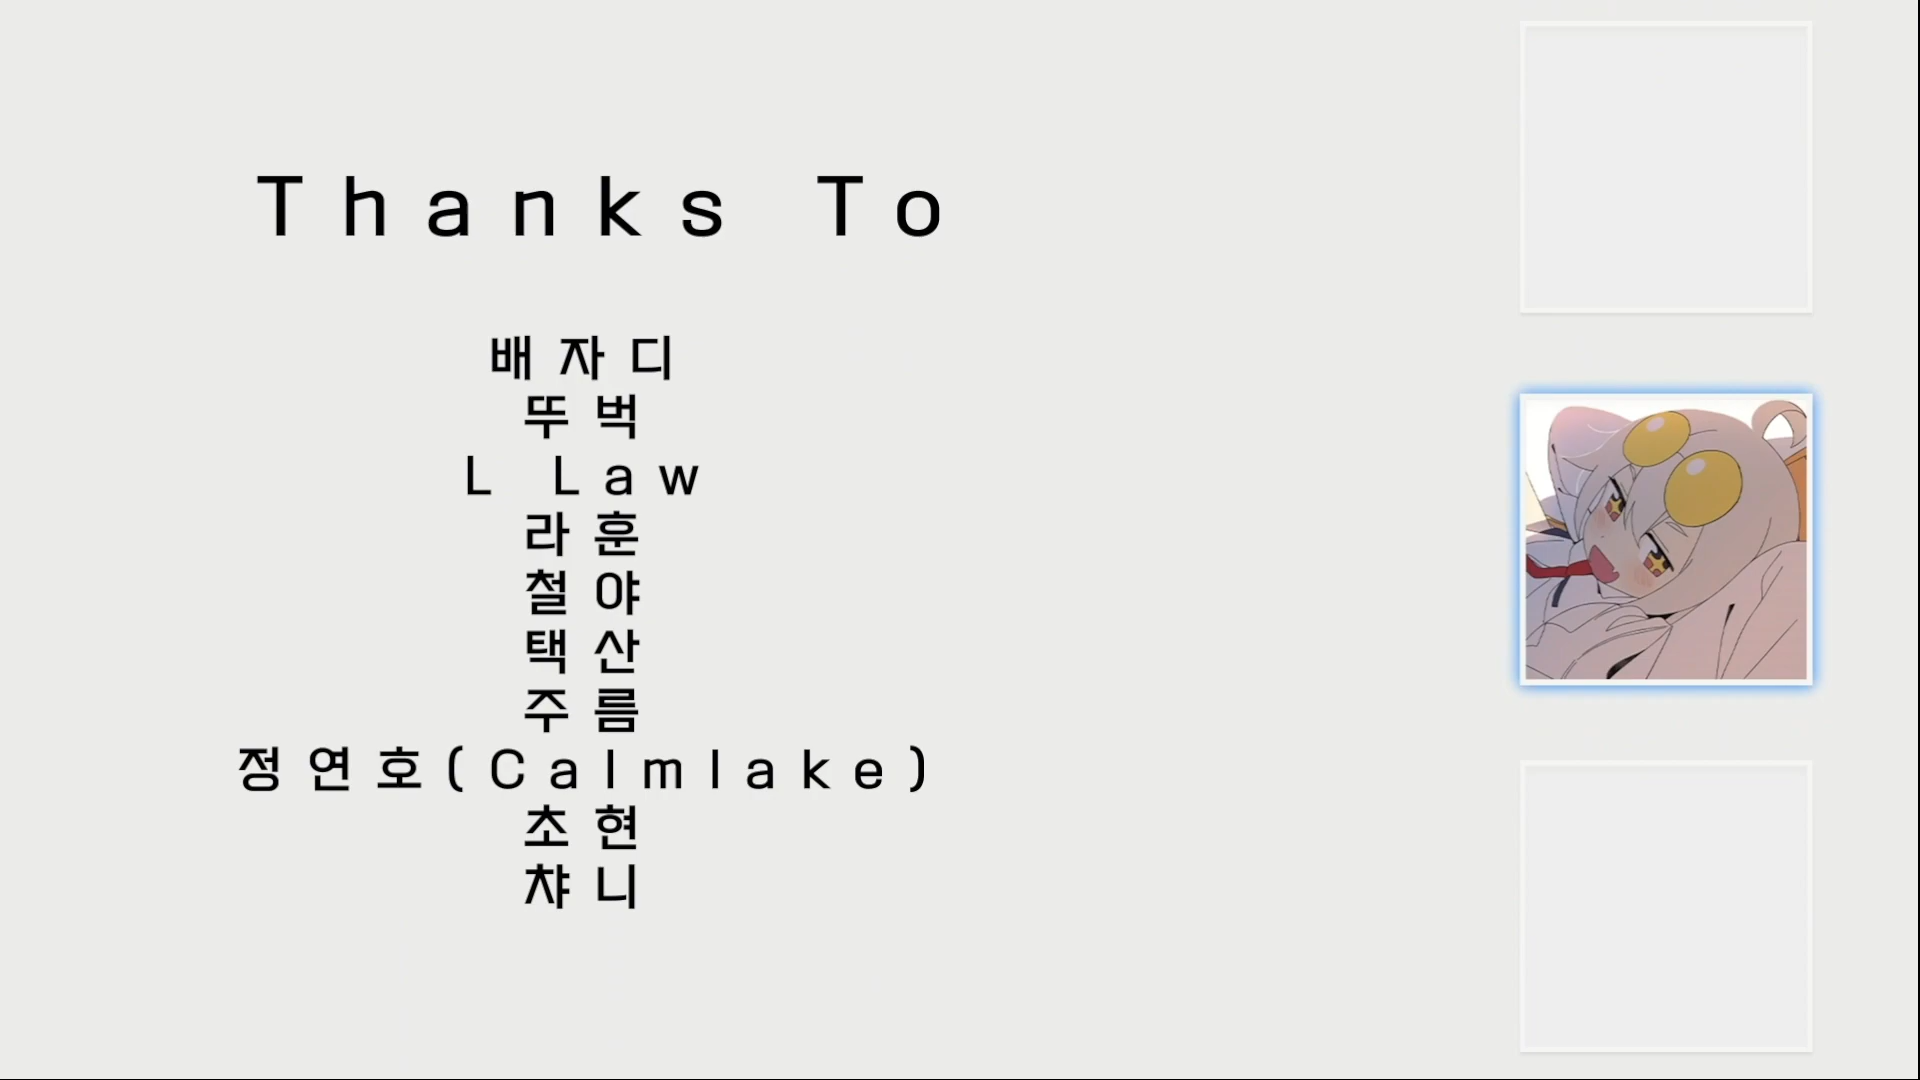 Thanks To
배자디
뚜벅
L Law
라훈
철야
택산
주름
정연호(Calmlake)
초현
챠니